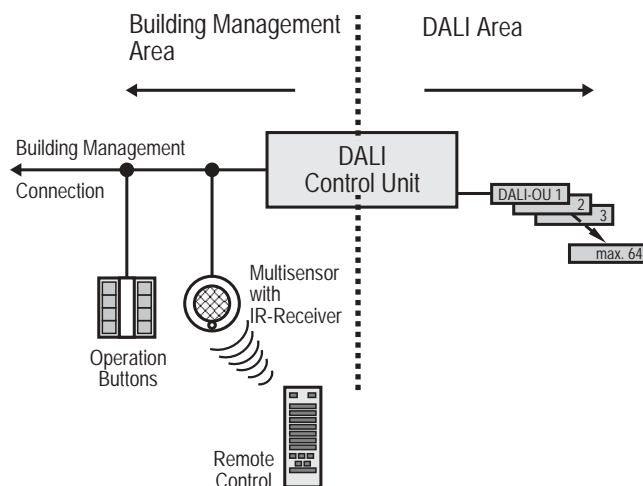 Building Management
Area
DALI Area
Building Management
Connection
DALI
Control Unit
DALI-OU 1
2
3
max. 64
Multisensor
with
IR-Receiver
Operation
Buttons
Remote
Control